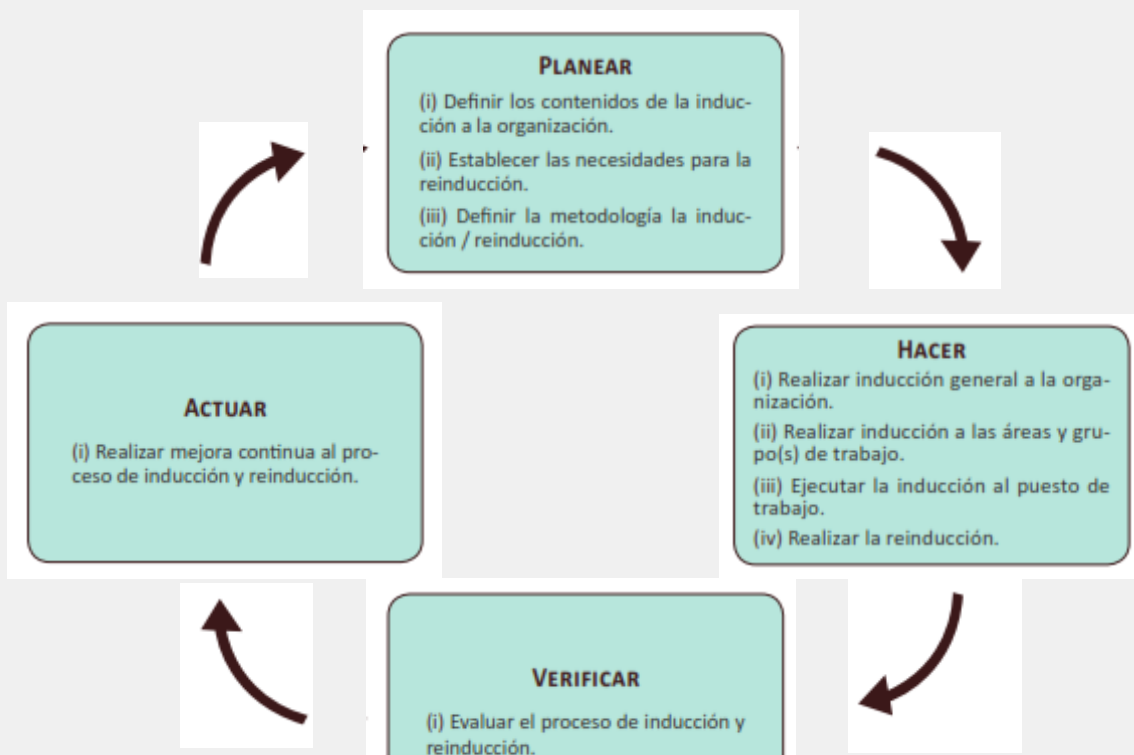 PLANEAR
(i) Definir los contenidos de la induc-
ción a la organización.
(ii) Establecer las necesidades para la
reinducción.
(iii) Definir la metodología la induc-
ción / reinducción.
HACER
(i) Realizar inducción general a la orga-
nización.
(ii) Realizar inducción a las áreas y gru-
po(s) de trabajo.
(iii) Ejecutar la inducción al puesto de
trabajo.
(iv) Realizar la reinducción.
VERIFICAR
(i) Evaluar el proceso de inducción y
reinducción.
ACTUAR
(i) Realizar mejora continua al pro-
ceso de inducción y reinducción.